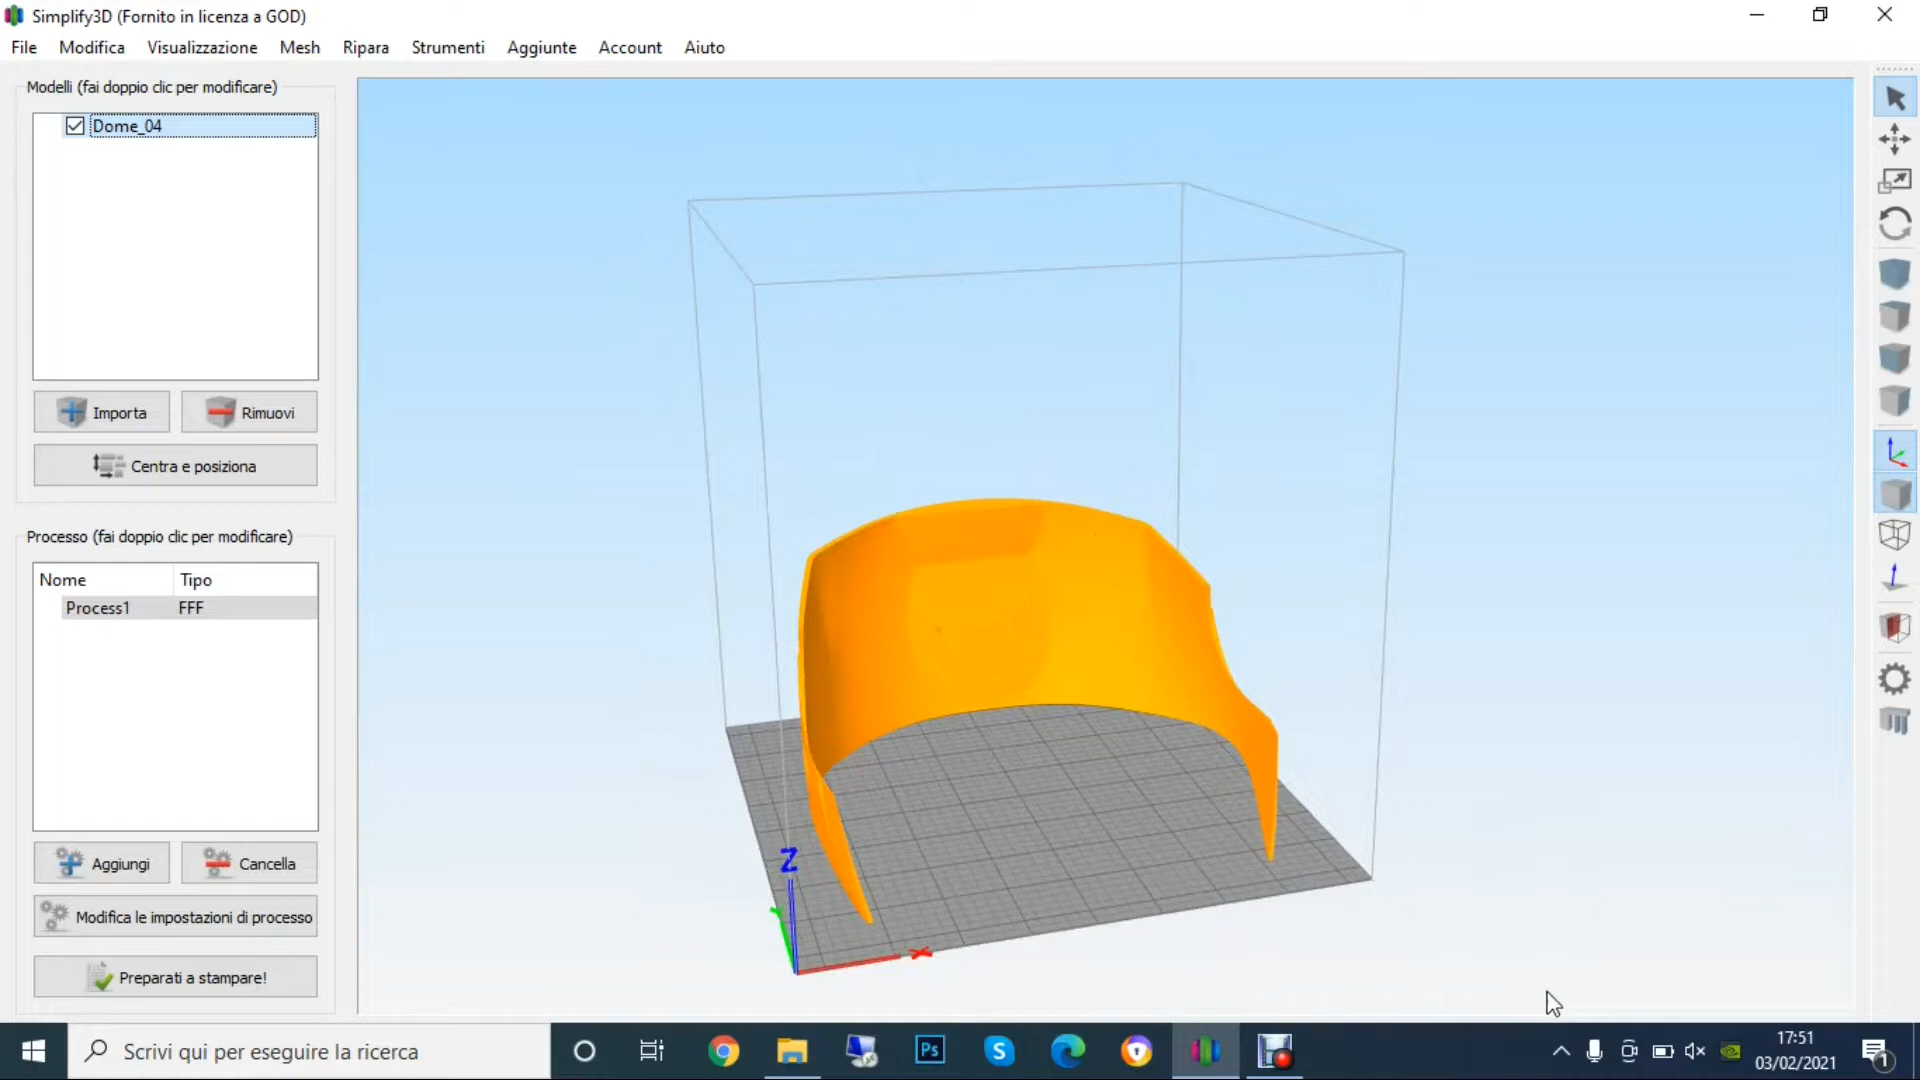 Simplify3D (Fornito in licenza a GOD)
File Modifica Visualizzazione Mesh Ripara Strumenti Aggiunte Account Aiuto
Modelli (fai doppio clic per modificare)
Dome_04
Importa Rimuovi
Centra e posiziona
Processo (fai doppio clic per modificare)
Nome Tipo
Process1 FFF
Aggiungi Cancella
Modifica le impostazioni di processo
Preparati a stampare!
Z
Y
X
Scrivi qui per eseguire la ricerca
Ps
S
17:51
03/02/2021
1